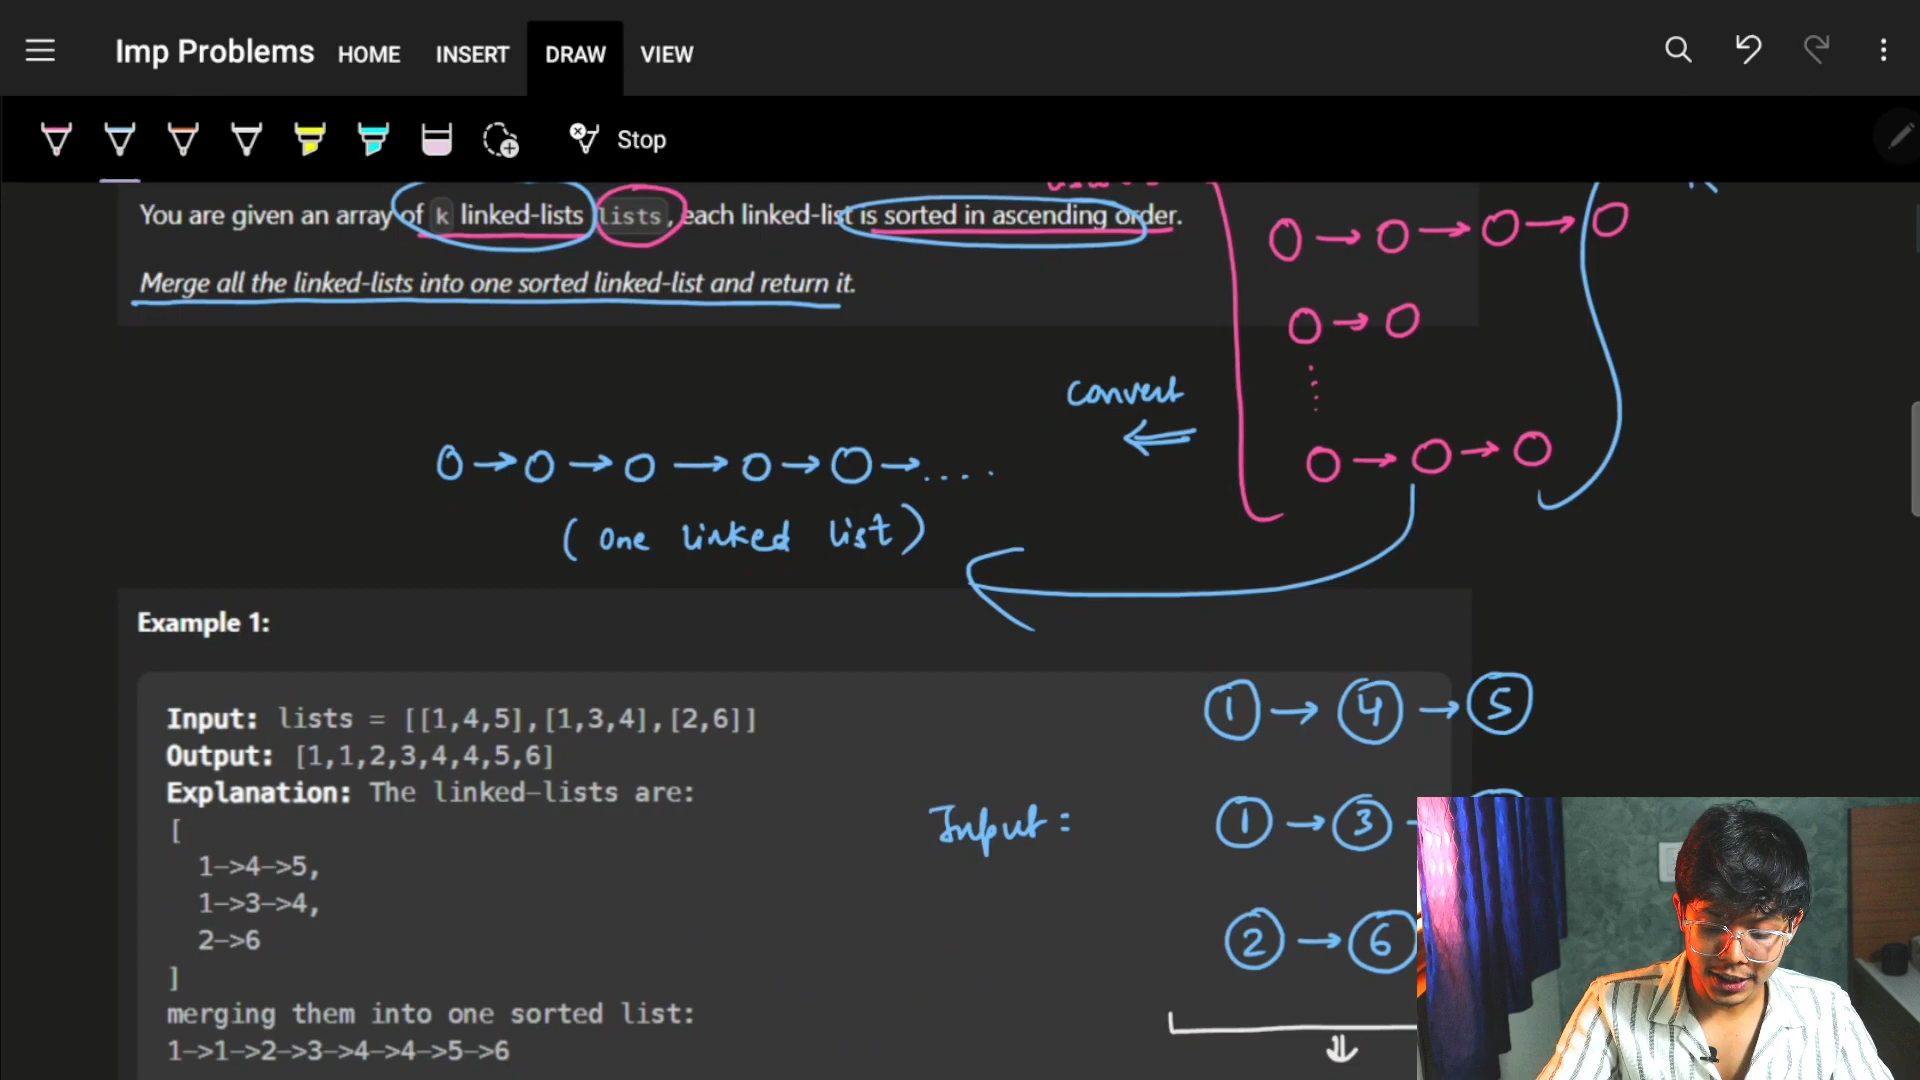 Imp Problems HOME INSERT DRAW VIEW
Stop
You are given an array of k linked-lists lists, each linked-list is sorted in ascending order.
Merge all the linked-lists into one sorted linked-list and return it.
Convert
(one linked list)
Example 1:
Input: lists = [[1,4,5],[1,3,4],[2,6]]
Output: [1,1,2,3,4,4,5,6]
Explanation: The linked-lists are:
[
1->4->5,
1->3->4,
2->6
]
merging them into one sorted list:
1->1->2->3->4->4->5->6
1 → 4 → 5
Input: 1 → 3
2 → 6